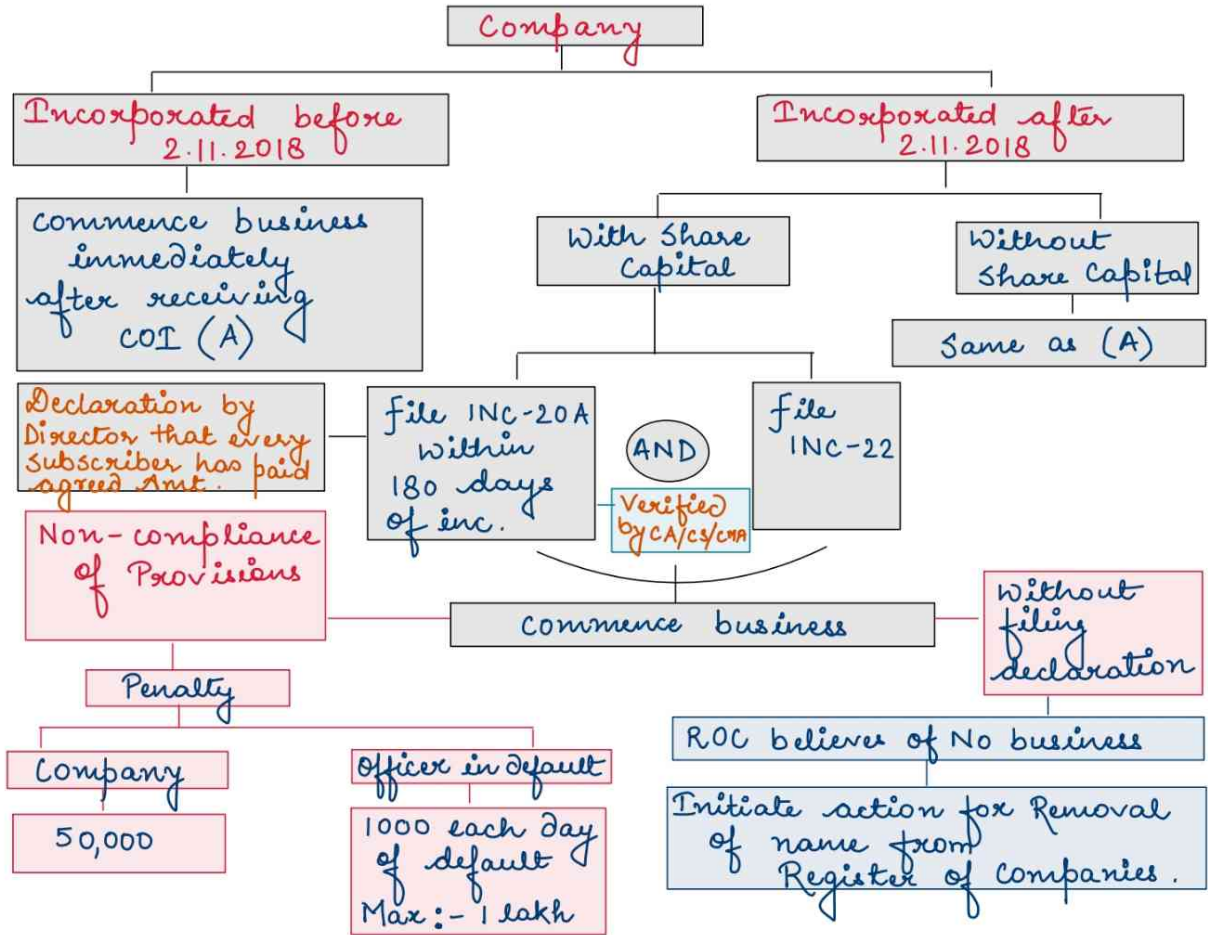 Company
Incorporated before
2.11.2018
Incorporated after
2.11.2018
commence business
immediately
after receiving
COI (A)
With Share
Capital
Without
Share Capital
Same as (A)
Declaration by
Director that every
subscriber has paid
agreed Amt.
file INC-20A
Within
180 days
of inc.
AND
Verified
by CA/CS/CMA
file
INC-22
Non-compliance
of Provisions
Commence business
Without
filing
declaration
Penalty
Company
50,000
Officer in default
1000 each day
of default
Max :- 1 lakh
ROC believes of No business
Initiate action for Removal
of name from
Register of Companies.